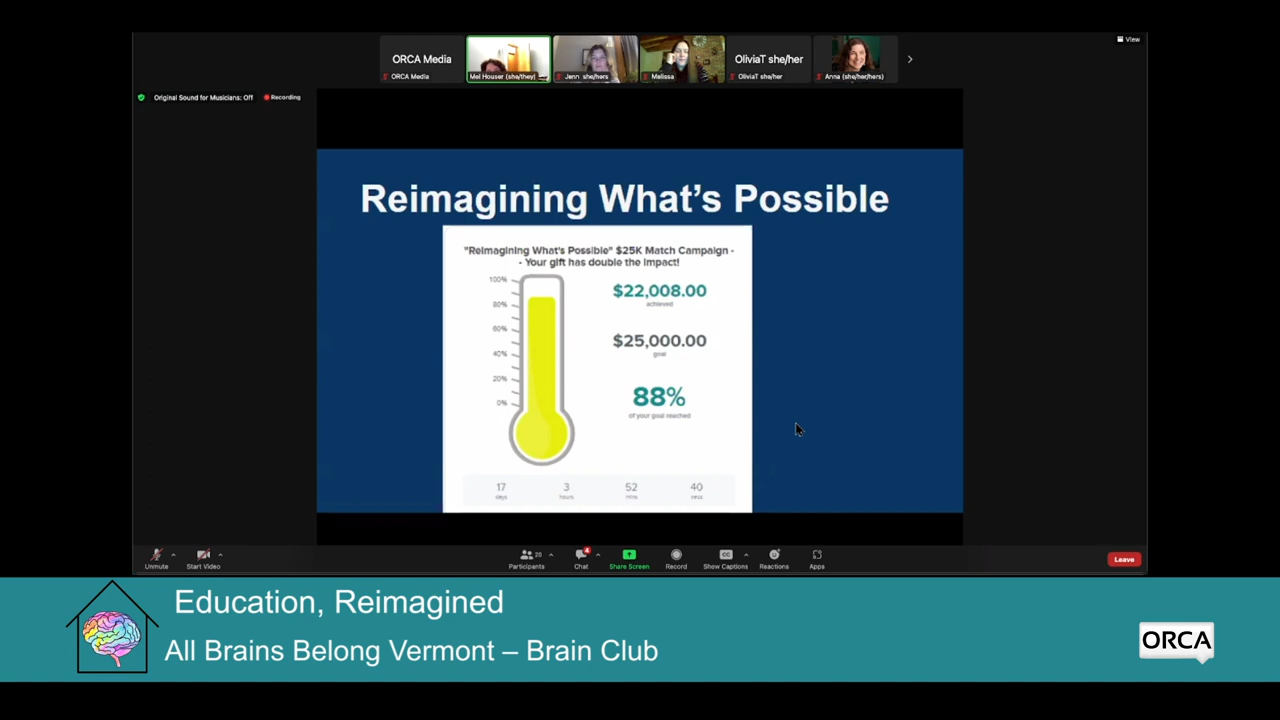 View
ORCA Media
OliviaT she/her
ORCA Media
Mel Houser (she/they)
Jenn she/hers
Melissa
OliviaT she/her
Anna (she/her/hers)
Original Sound for Musicians: Off
Recording
Reimagining What's Possible
"Reimagining What's Possible" $25K Match Campaign -
- Your gift has double the impact!
100%
$22,008.00
achieved
80%
60%
$25,000.00
goal
40%
20%
88%
0%
of your goal reached
17
3
52
40
days
hours
mins
secs
20
4
CC
Unmute
Start Video
Participants
Chat
Share Screen
Record
Show Captions
Reactions
Apps
Leave
Education, Reimagined
All Brains Belong Vermont – Brain Club
ORCA